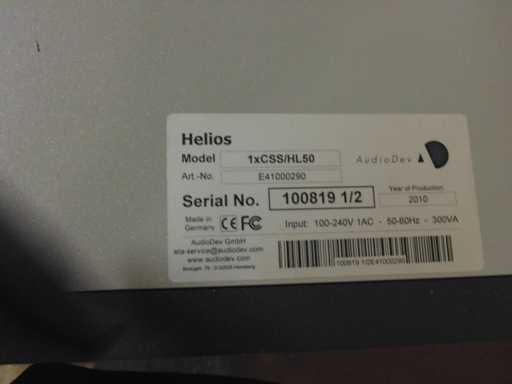 Helios
Model 1xCSS/HL50
AudioDev
Art.-No. E41000290
Serial No. 100819 1/2
Year of Production
2010
Made in
Germany CE FC
Input: 100-240V 1AC - 50-60Hz - 300VA
AudioDev GmbH
www.audiodev.com
100819 1/2E41000290